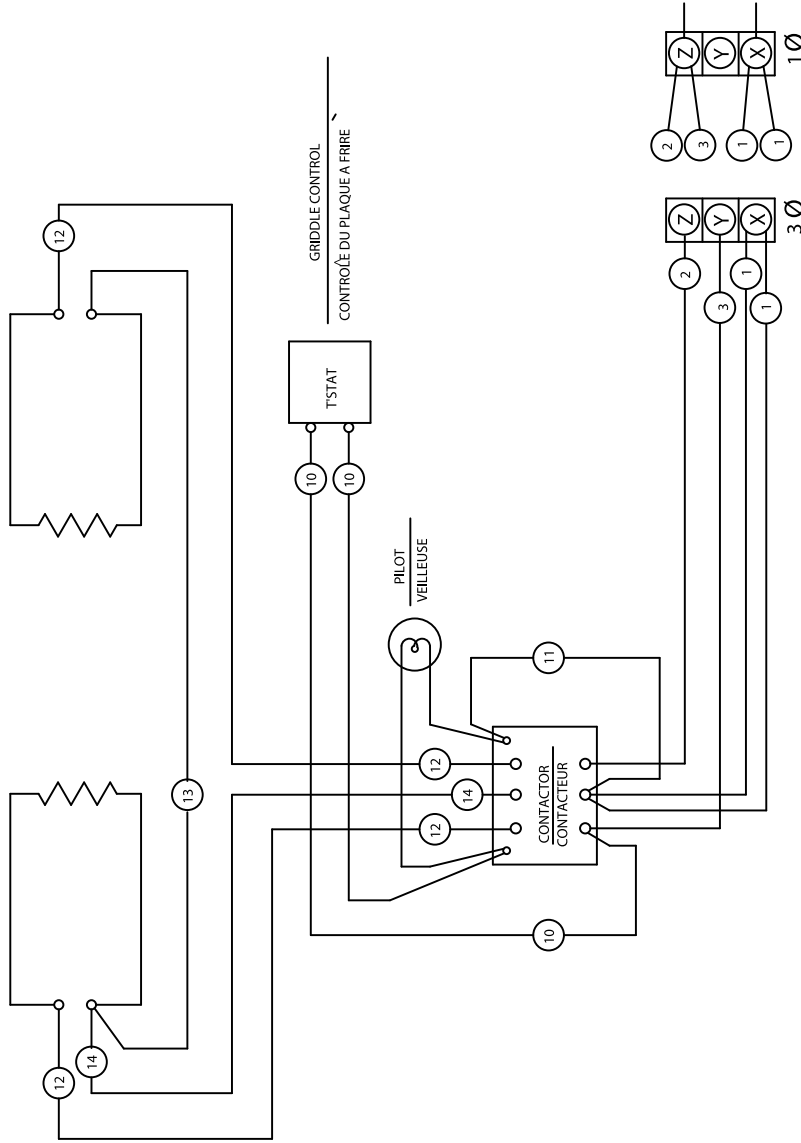 12
12
14
13
GRIDDLE CONTROL
CONTRÔLE DU PLAQUE À FRIRE
T'STAT
10
10
PILOT
VEILLEUSE
12
12
14
CONTACTOR
CONTACTEUR
10
11
2
Z
3
Y
1
X
1
3 Ø
2
Z
3
Y
1
X
1
1 Ø